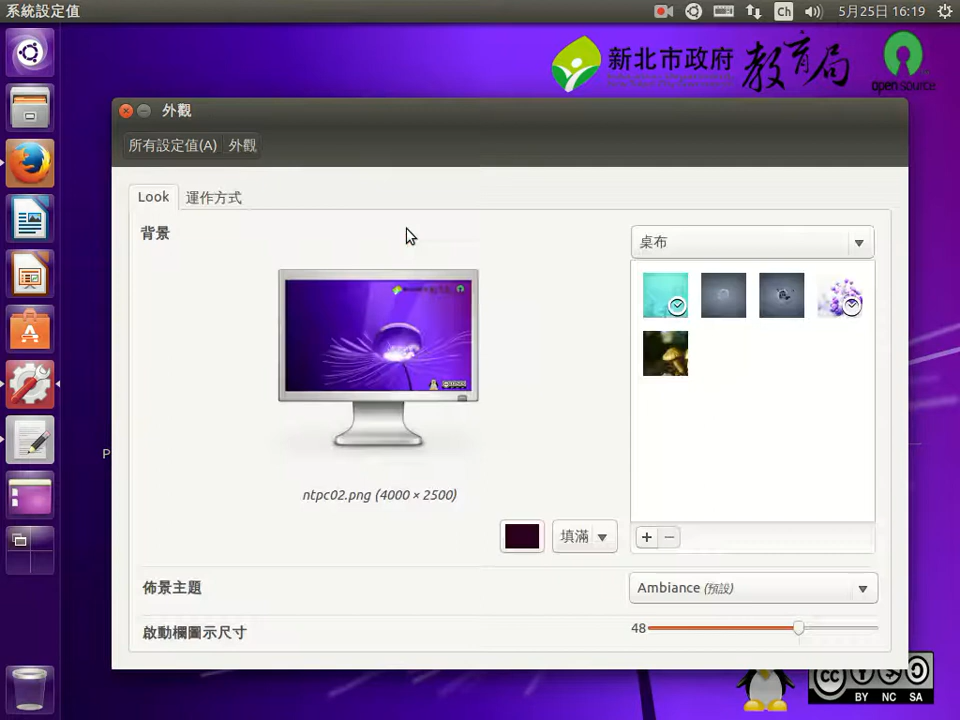 系統設定值
Ch
5月25日 16:19
新北市政府
教育局
open source
外觀
所有設定值(A)
外觀
Look
運作方式
背景
桌布
ntpc02.png (4000 × 2500)
填滿
+
−
佈景主題
Ambiance (預設)
啟動欄圖示尺寸
48
P
CC
BY NC SA